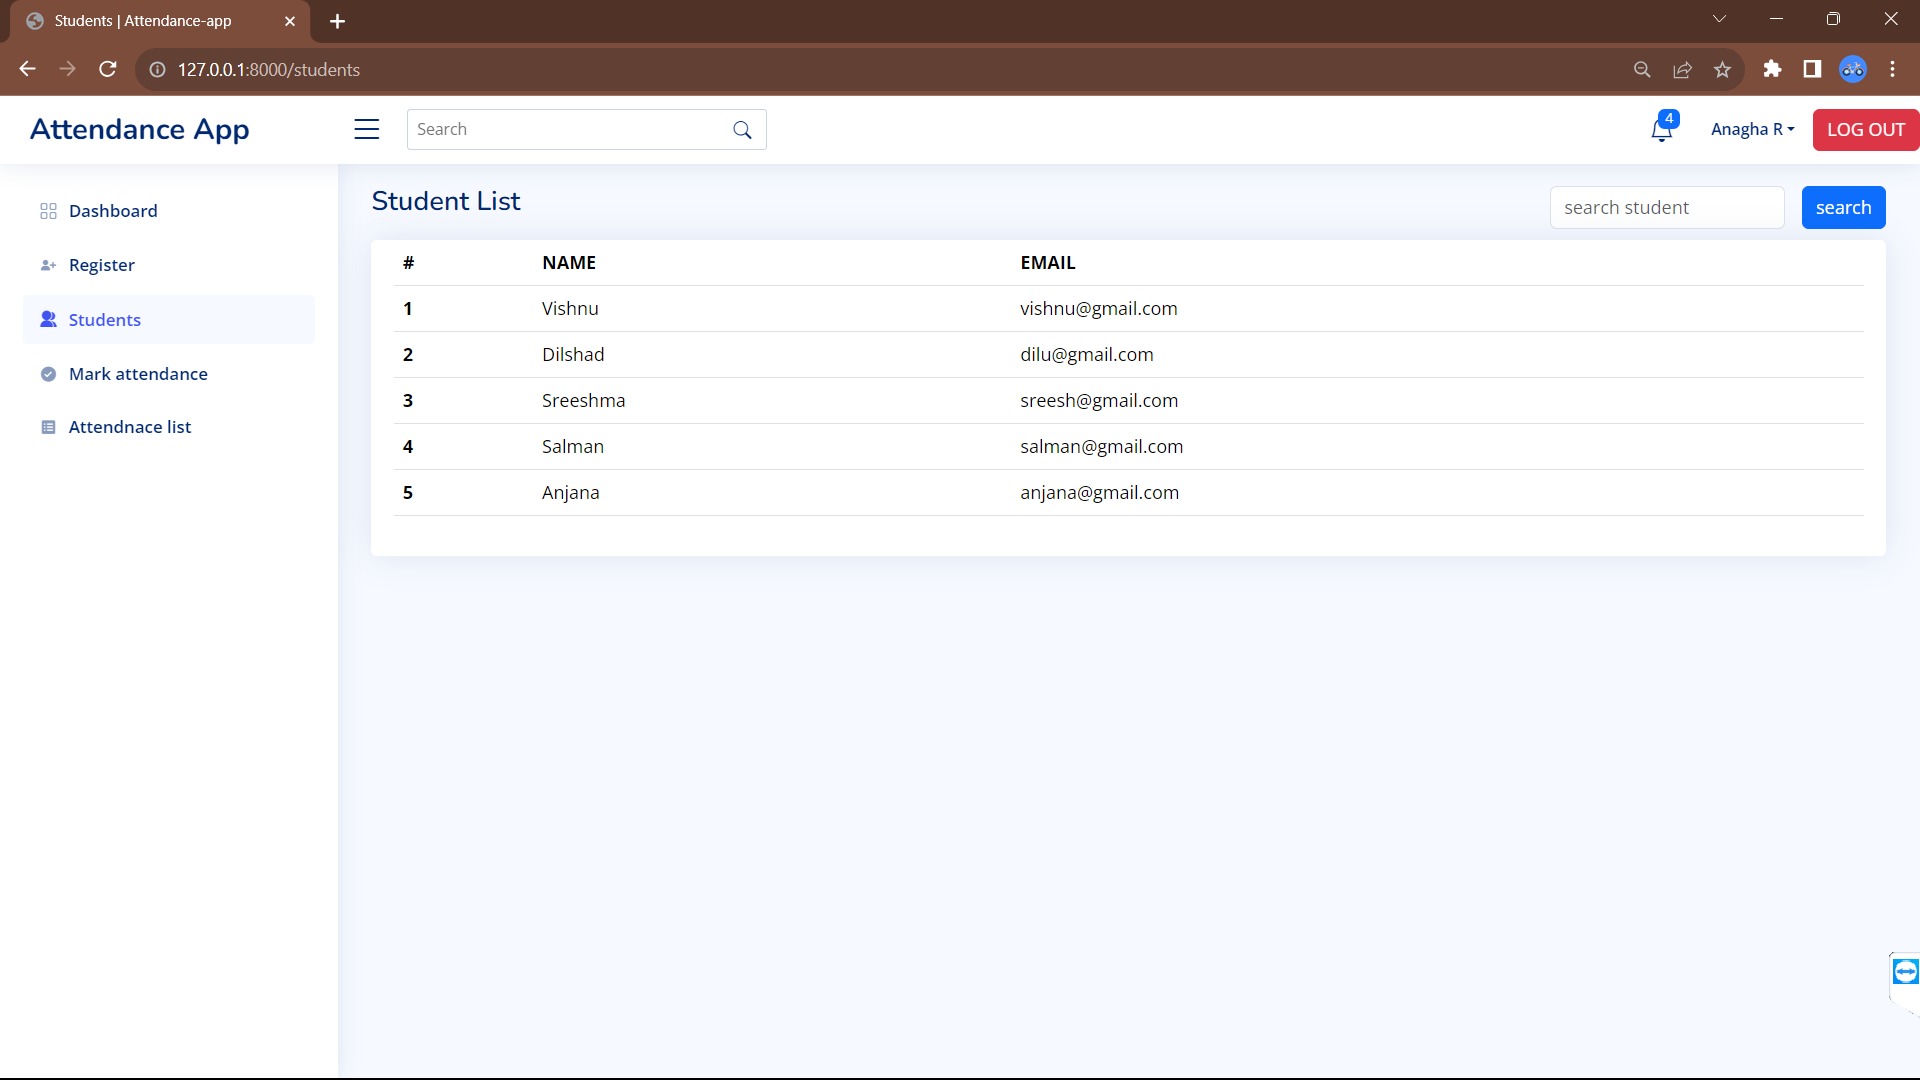 Students | Attendance-app
127.0.0.1:8000/students
Attendance App
Search
4
Anagha R
LOG OUT
Dashboard
Register
Students
Mark attendance
Attendnace list
Student List
search student
search
# NAME EMAIL
1 Vishnu vishnu@gmail.com
2 Dilshad dilu@gmail.com
3 Sreeshma sreesh@gmail.com
4 Salman salman@gmail.com
5 Anjana anjana@gmail.com